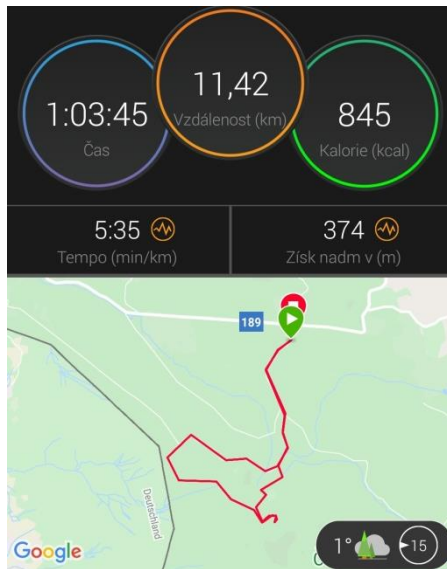 11,42
Vzdálenost (km)
1:03:45
Čas
845
Kalorie (kcal)
5:35
Tempo (min/km)
374
Získ nadm v (m)
189
Deutschland
Google
1°
15